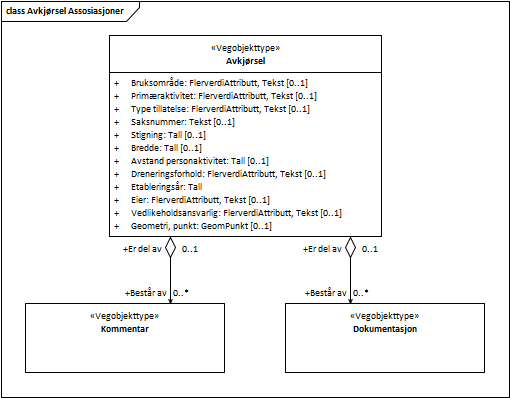 class Avkjørsel Assosiasjoner
«Vegobjekttype»
Avkjørsel
+ Bruksområde: FlerverdiAttributt, Tekst [0..1]
+ Primæraktivitet: FlerverdiAttributt, Tekst [0..1]
+ Type tillatelse: FlerverdiAttributt, Tekst [0..1]
+ Saksnummer: Tekst [0..1]
+ Stigning: Tall [0..1]
+ Bredde: Tall [0..1]
+ Avstand personaktivitet: Tall [0..1]
+ Dreneringsforhold: FlerverdiAttributt, Tekst [0..1]
+ Etableringsår: Tall
+ Eier: FlerverdiAttributt, Tekst [0..1]
+ Vedlikeholdsansvarlig: FlerverdiAttributt, Tekst [0..1]
+ Geometri, punkt: GeomPunkt [0..1]
+Er del av 0..1
+Er del av 0..1
+Består av 0..*
+Består av 0..*
«Vegobjekttype»
Kommentar
«Vegobjekttype»
Dokumentasjon